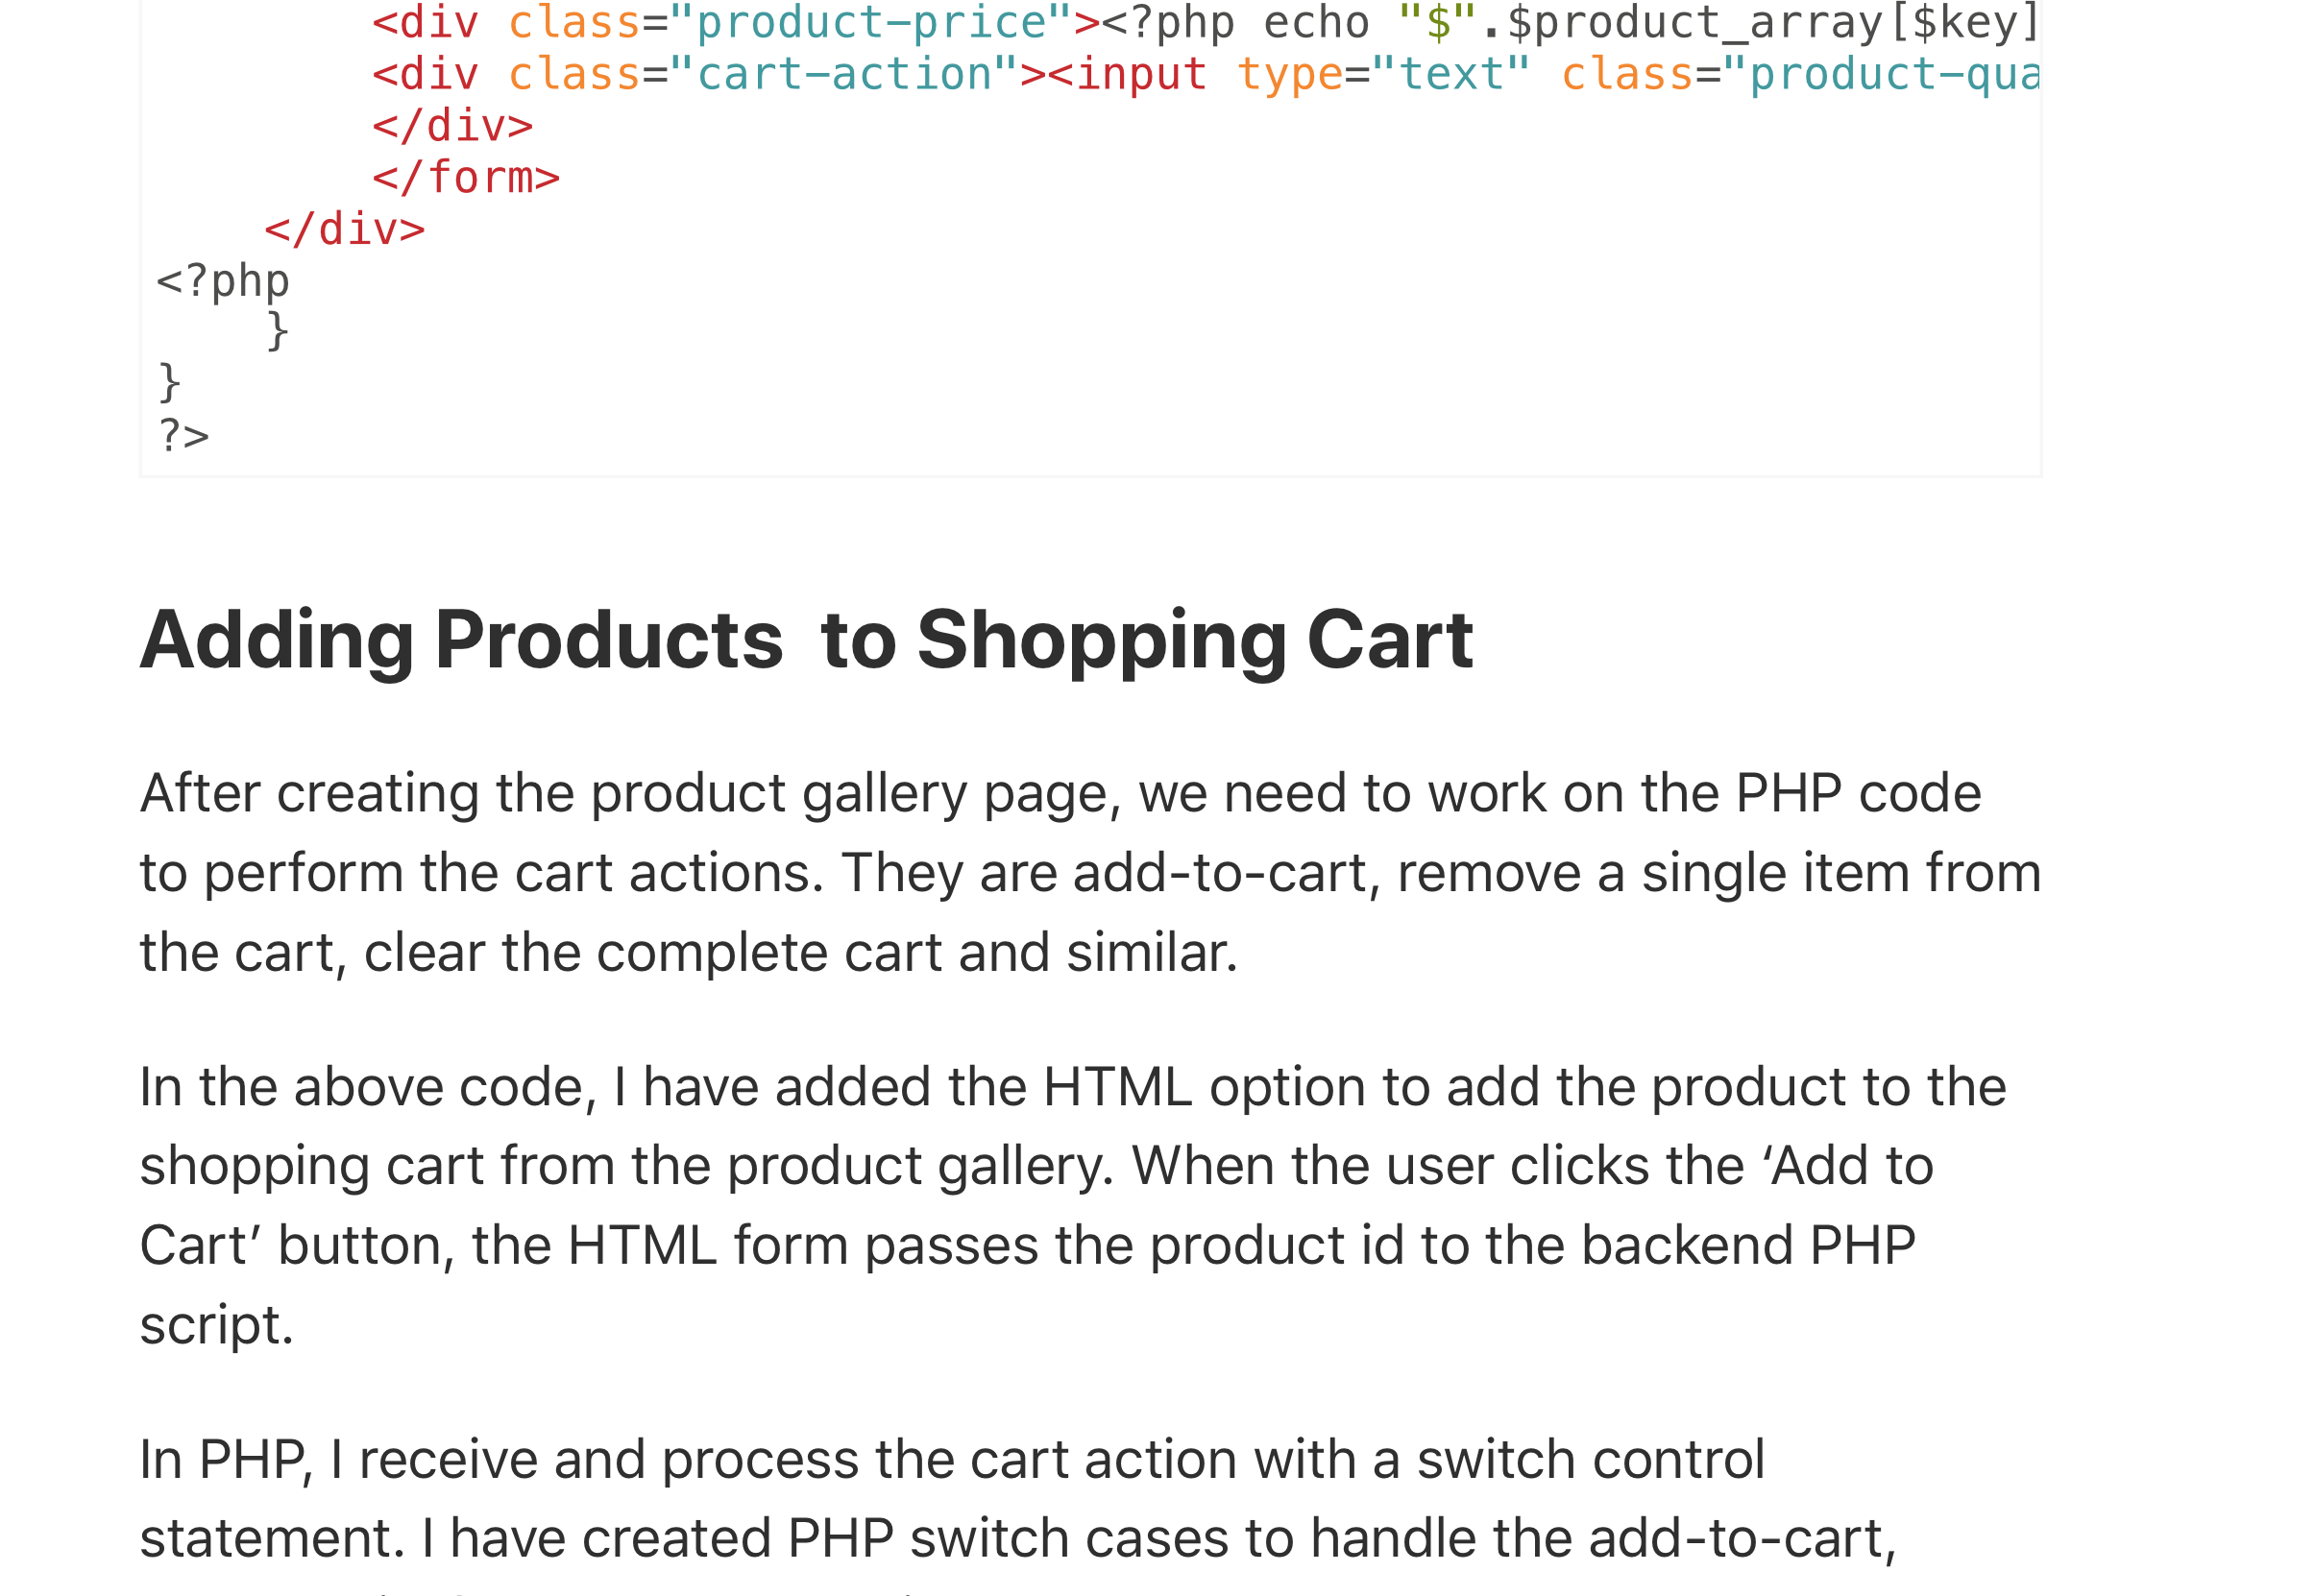 <div class="product-price"><?php echo "$".$product_array[$key]
<div class="cart-action"><input type="text" class="product-qua
</div>
</form>
</div>
<?php
}
}
?>
Adding Products  to Shopping Cart
After creating the product gallery page, we need to work on the PHP code
to perform the cart actions. They are add-to-cart, remove a single item from
the cart, clear the complete cart and similar.
In the above code, I have added the HTML option to add the product to the
shopping cart from the product gallery. When the user clicks the ‘Add to
Cart’ button, the HTML form passes the product id to the backend PHP
script.
In PHP, I receive and process the cart action with a switch control
statement. I have created PHP switch cases to handle the add-to-cart,